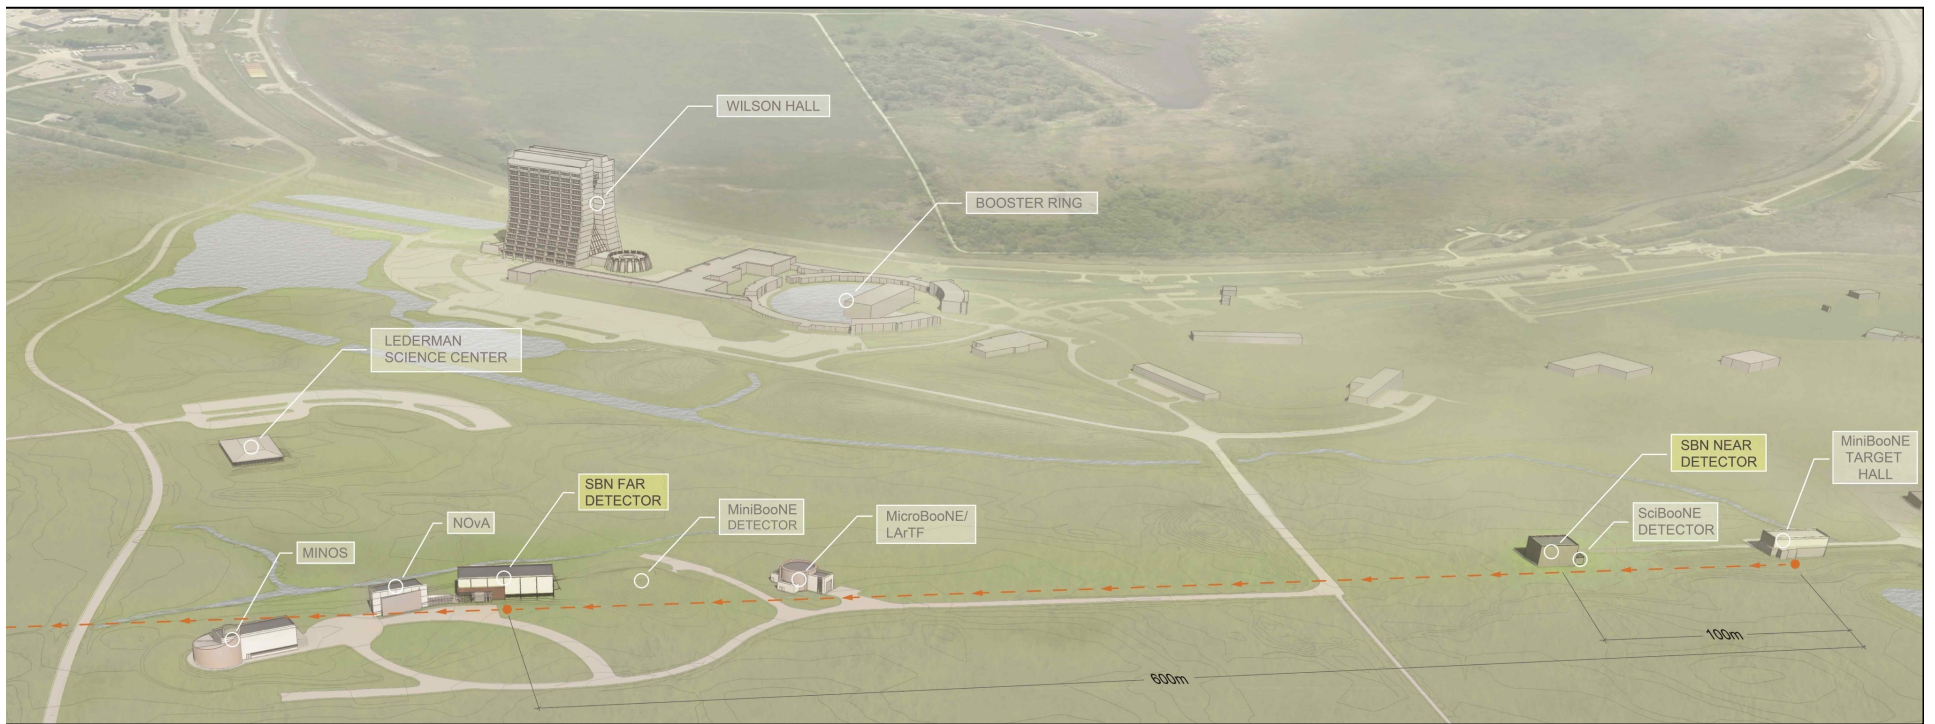 WILSON HALL
BOOSTER RING
LEDERMAN
SCIENCE CENTER
SBN FAR
DETECTOR
NOvA
MINOS
MiniBooNE
DETECTOR
MicroBooNE/
LArTF
SBN NEAR
DETECTOR
SciBooNE
DETECTOR
MiniBooNE
TARGET
HALL
100m
600m